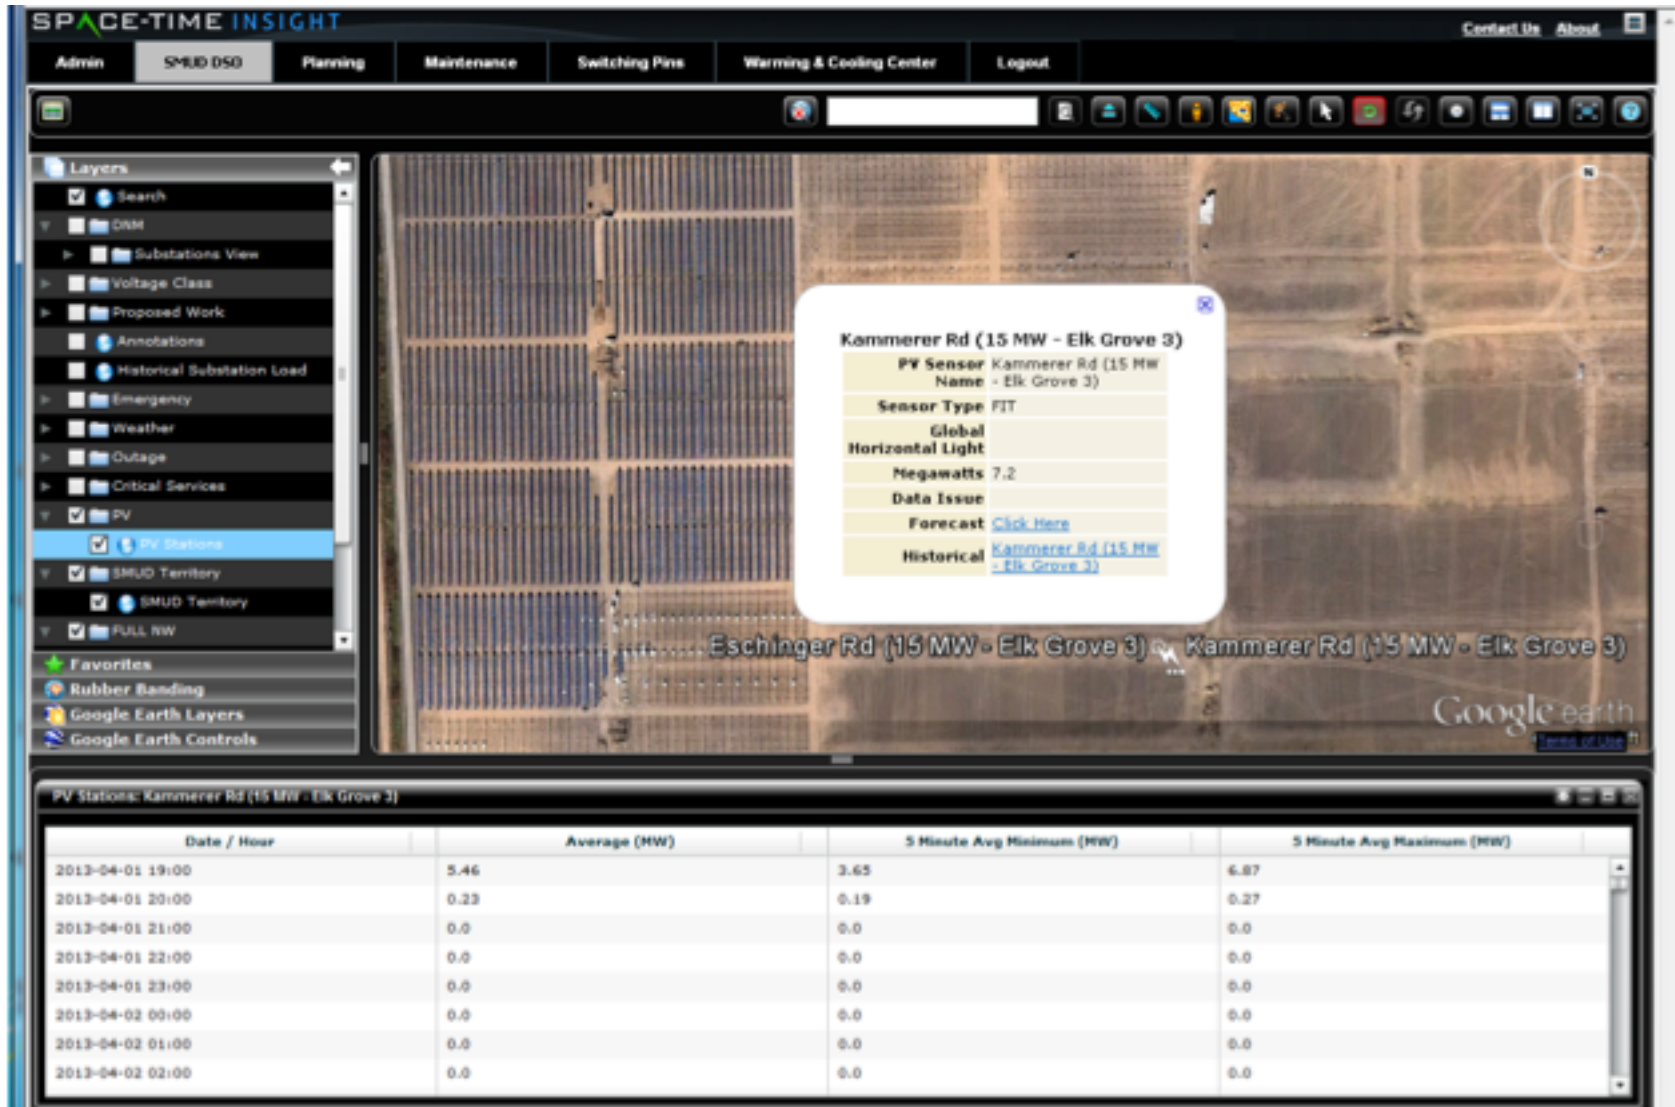 SPACE-TIME INSIGHT
Contact Us About
Admin SMUD DSO Planning Maintenance Switching Pins Warming & Cooling Center Logout
Layers
Search
DNM
Substations View
Voltage Class
Proposed Work
Annotations
Historical Substation Load
Emergency
Weather
Outage
Critical Services
PV
PV Stations
SMUD Territory
SMUD Territory
FULL NW
Favorites
Rubber Banding
Google Earth Layers
Google Earth Controls
N
Kammerer Rd (15 MW - Elk Grove 3)
PV Sensor Name Kammerer Rd (15 MW
- Elk Grove 3)
Sensor Type FIT
Global
Horizontal Light
Megawatts 7.2
Data Issue
Forecast Click Here
Historical Kammerer Rd (15 MW
- Elk Grove 3)
Eschinger Rd (15 MW - Elk Grove 3) Kammerer Rd (15 MW - Elk Grove 3)
Google earth
Terms of Use
PV Stations: Kammerer Rd (15 MW - Elk Grove 3)
Date / Hour Average (MW) 5 Minute Avg Minimum (MW) 5 Minute Avg Maximum (MW)
2013-04-01 19:00 5.46 3.65 6.87
2013-04-01 20:00 0.23 0.19 0.27
2013-04-01 21:00 0.0 0.0 0.0
2013-04-01 22:00 0.0 0.0 0.0
2013-04-01 23:00 0.0 0.0 0.0
2013-04-02 00:00 0.0 0.0 0.0
2013-04-02 01:00 0.0 0.0 0.0
2013-04-02 02:00 0.0 0.0 0.0